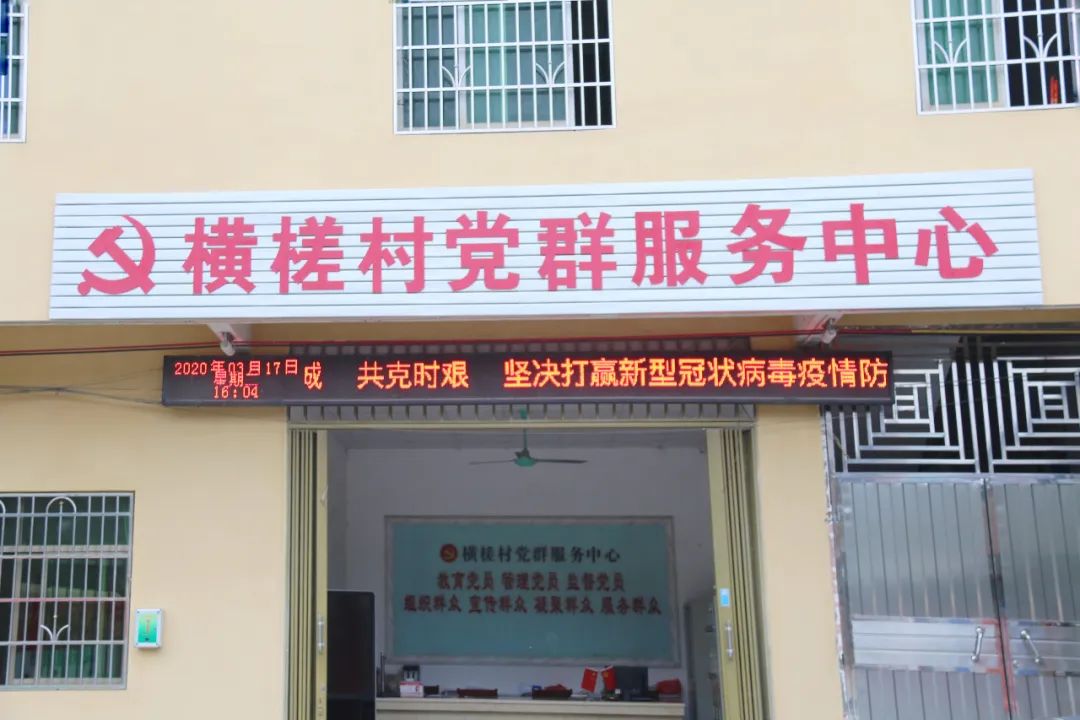 横槎村党群服务中心
2020年03月17日
星期二
16:04
成 共克时艰 坚决打赢新型冠状病毒疫情防
横槎村党群服务中心
教育党员 管理党员 监督党员
组织群众 宣传群众 凝聚群众 服务群众